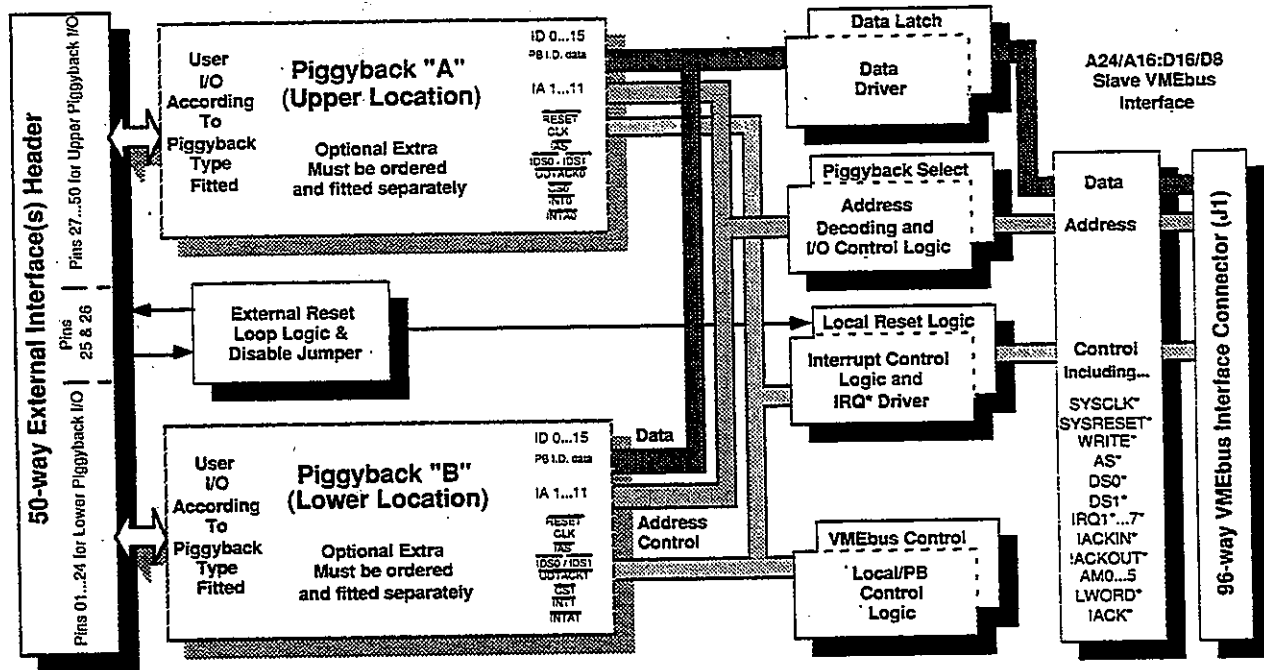 50-way External Interface(s) Header
Pins 27...50 for Upper Piggyback I/O
Pins
25 & 26
Pins 01...24 for Lower Piggyback I/O
User
I/O
According
To
Piggyback
Type
Fitted
Piggyback "A"
(Upper Location)
Optional Extra
Must be ordered
and fitted separately
ID 0...15
PB I.D. data
IA 1...11
RESET
CLK
IAS
IDS0 / IDS1
CS0
INT0
External Reset
Loop Logic &
Disable Jumper
User
I/O
According
To
Piggyback
Type
Fitted
Piggyback "B"
(Lower Location)
Optional Extra
Must be ordered
and fitted separately
ID 0...15
PB I.D. data
IA 1...11
RESET
CLK
IAS
IDS0 / IDS1
Data
Address
Control
Data Latch
Data
Driver
Piggyback Select
Address
Decoding and
I/O Control Logic
Local Reset Logic
Interrupt Control
Logic and
IRQ* Driver
VMEbus Control
Local/PB
Control
Logic
A24/A16:D16/D8
Slave VMEbus
Interface
Data
Address
Control
Including...
SYSCLK*
SYSRESET*
WRITE*
AS*
DS0*
DS1*
IRQ1*...7*
IACKIN*
IACKOUT*
AM0...5
LWORD*
IACK*
96-way VMEbus Interface Connector (J1)